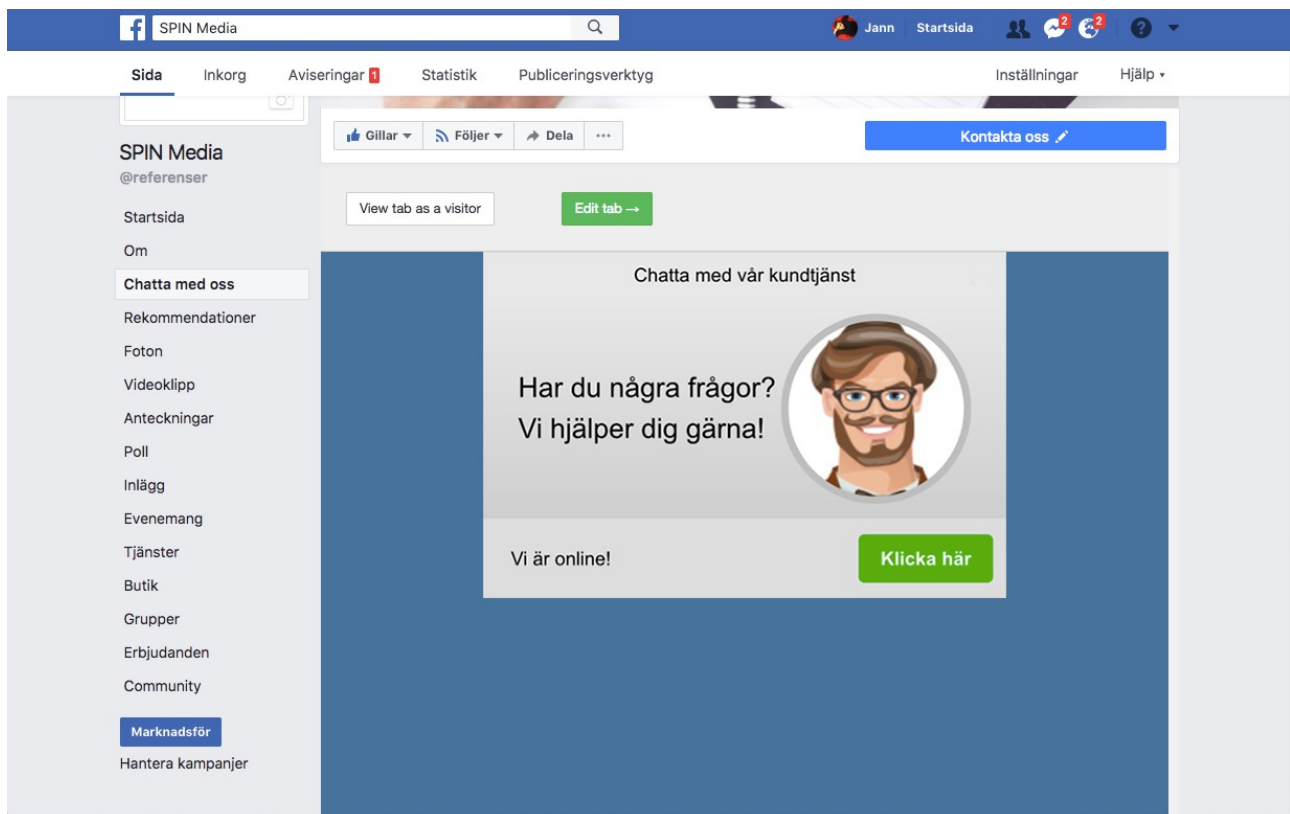 SPIN Media
Jann
Startsida
2
2
Sida
Inkorg
Aviseringar 1
Statistik
Publiceringsverktyg
Inställningar
Hjälp
SPIN Media
@referenser
Startsida
Om
Chatta med oss
Rekommendationer
Foton
Videoklipp
Anteckningar
Poll
Inlägg
Evenemang
Tjänster
Butik
Grupper
Erbjudanden
Community
Marknadsför
Hantera kampanjer
Gillar
Följer
Dela
Kontakta oss
View tab as a visitor
Edit tab →
Chatta med vår kundtjänst
Har du några frågor?
Vi hjälper dig gärna!
Vi är online!
Klicka här